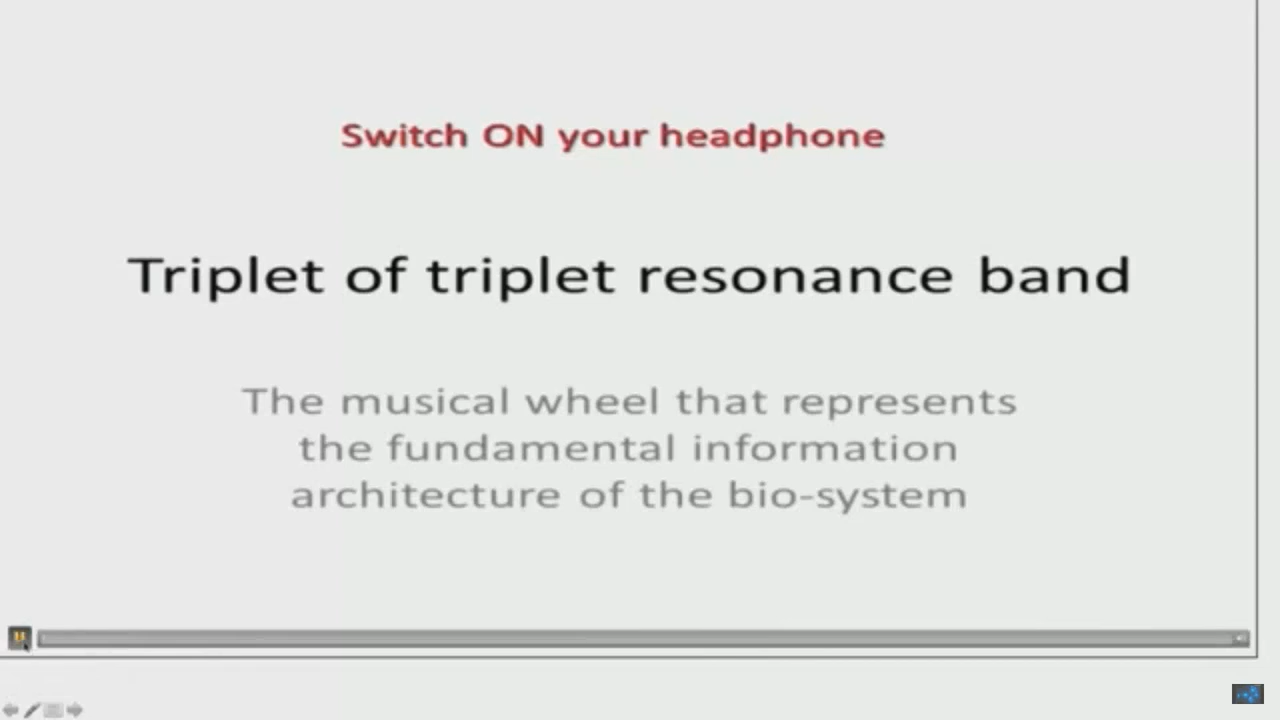 Switch ON your headphone
Triplet of triplet resonance band
The musical wheel that represents
the fundamental information
architecture of the bio-system